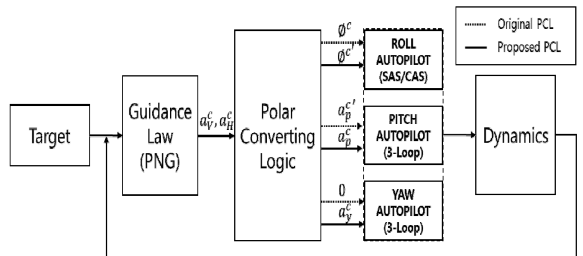 Original PCL
Proposed PCL
Target
Guidance
Law
(PNG)
a_V^c, a_H^c
Polar
Converting
Logic
Ø^c
Ø^c'
ROLL
AUTOPILOT
(SAS/CAS)
a_p^c'
a_p^c
PITCH
AUTOPILOT
(3-Loop)
0
a_y^c
YAW
AUTOPILOT
(3-Loop)
Dynamics